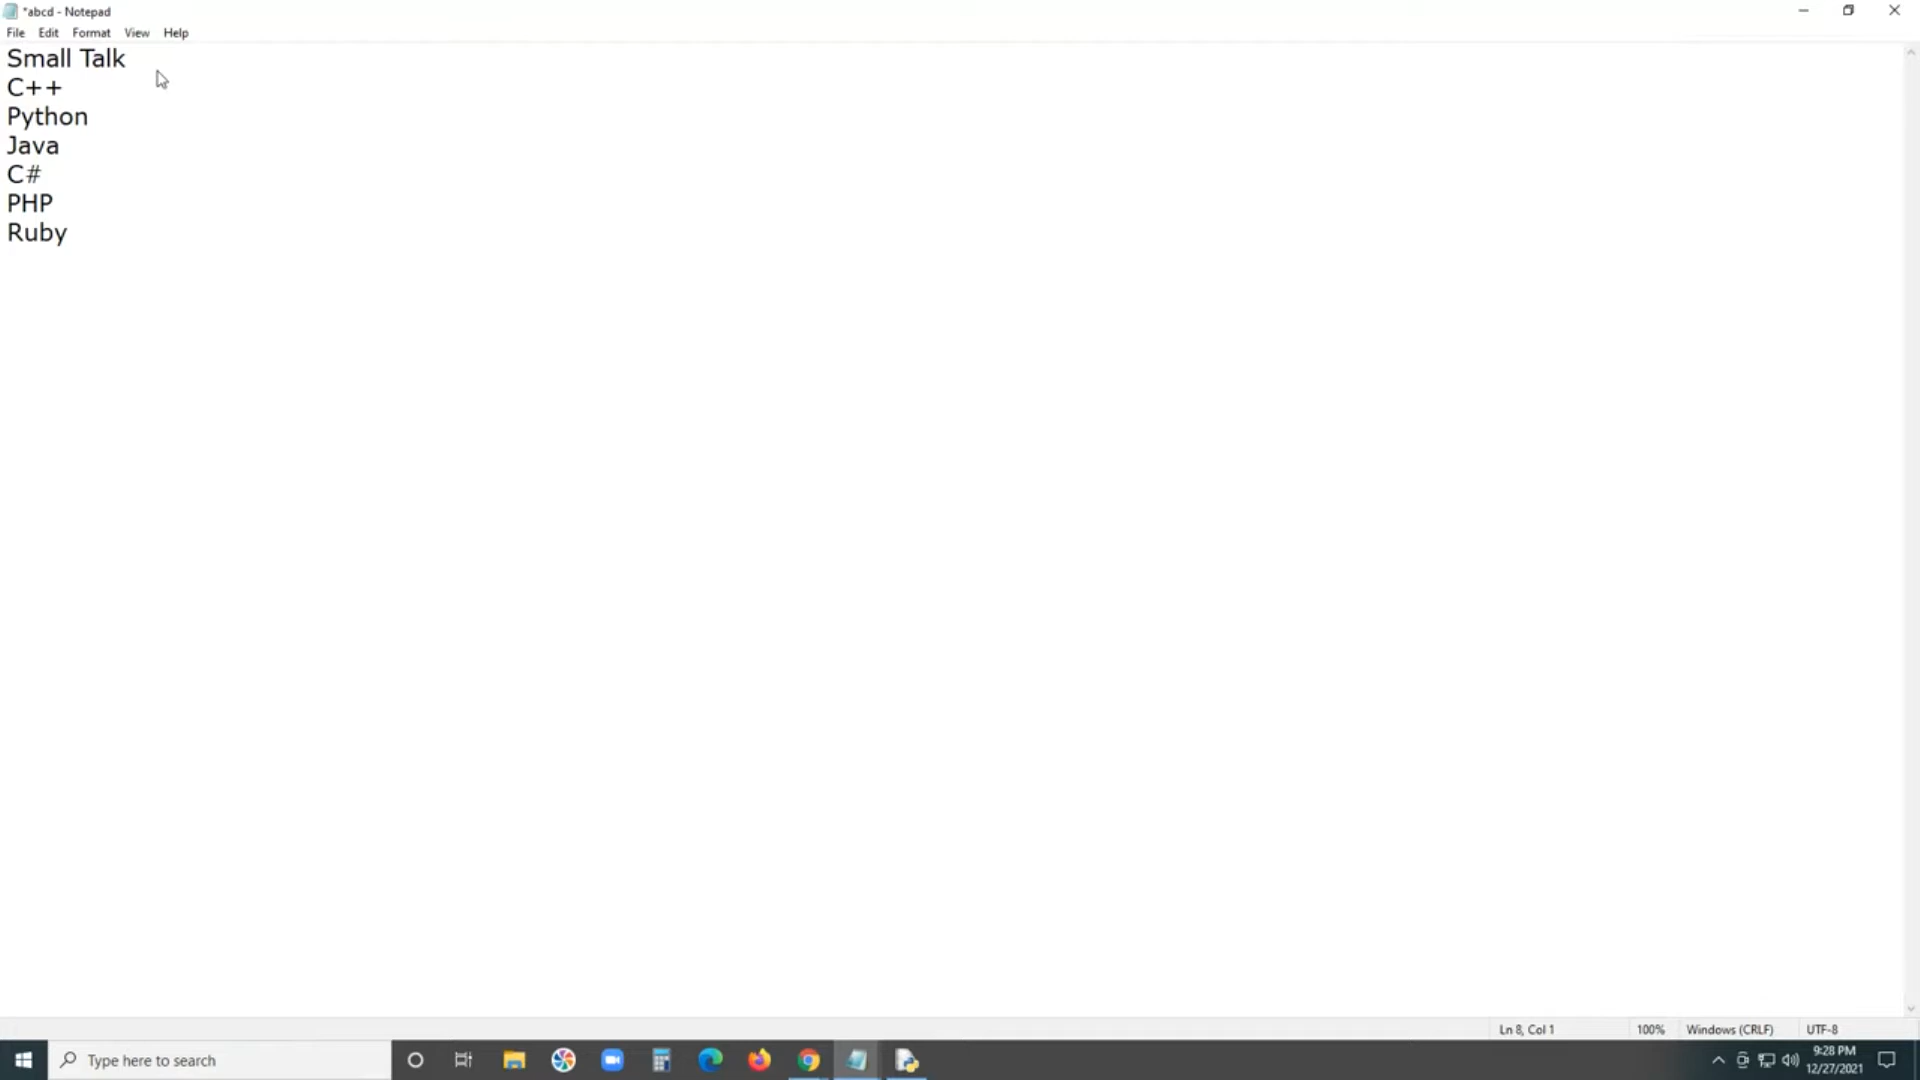 *abcd - Notepad
File Edit Format View Help
Small Talk
C++
Python
Java
C#
PHP
Ruby
Ln 8, Col 1 100% Windows (CRLF) UTF-8
Type here to search
9:28 PM
12/27/2021